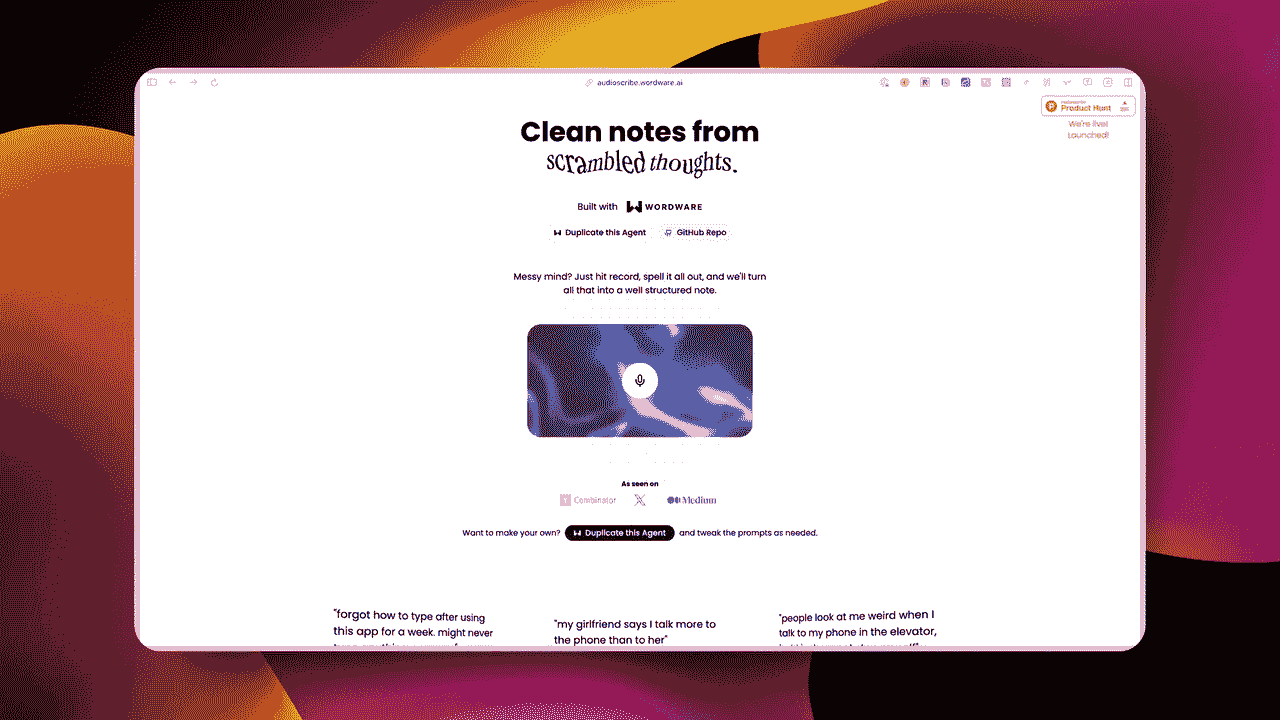 audioscribe.wordware.ai
Product Hunt
We're live!
Launched!
Clean notes from
scrambled thoughts.
Built with WORDWARE
Duplicate this Agent GitHub Repo
Messy mind? Just hit record, spell it all out, and we'll turn
all that into a well structured note.
As seen on
Y Combinator X Medium
Want to make your own? Duplicate this Agent and tweak the prompts as needed.
"forgot how to type after using
this app for a week. might never
"my girlfriend says I talk more to
the phone than to her"
"people look at me weird when I
talk to my phone in the elevator,